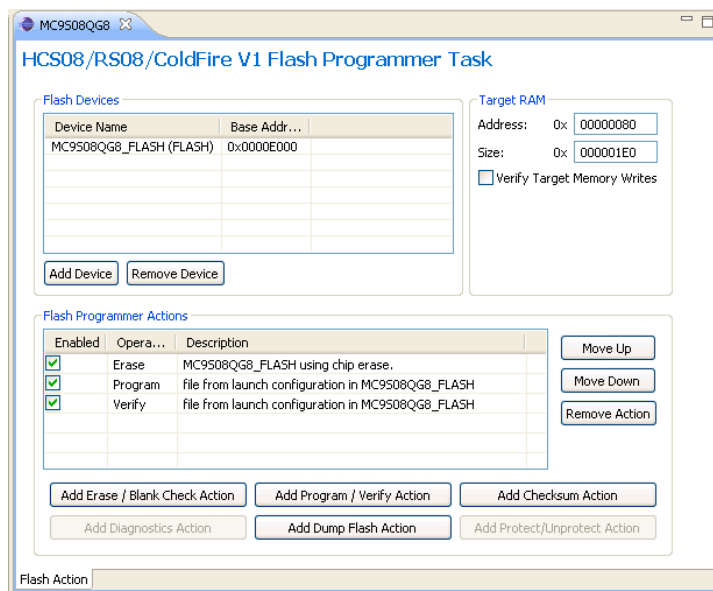 MC9S08QG8
HCS08/RS08/ColdFire V1 Flash Programmer Task
Flash Devices
Device Name Base Addr...
MC9S08QG8_FLASH (FLASH) 0x0000E000
Add Device Remove Device
Target RAM
Address: 0x 00000080
Size: 0x 000001E0
Verify Target Memory Writes
Flash Programmer Actions
Enabled Opera... Description
Erase MC9S08QG8_FLASH using chip erase.
Program file from launch configuration in MC9S08QG8_FLASH
Verify file from launch configuration in MC9S08QG8_FLASH
Move Up
Move Down
Remove Action
Add Erase / Blank Check Action Add Program / Verify Action Add Checksum Action
Add Diagnostics Action Add Dump Flash Action Add Protect/Unprotect Action
Flash Action